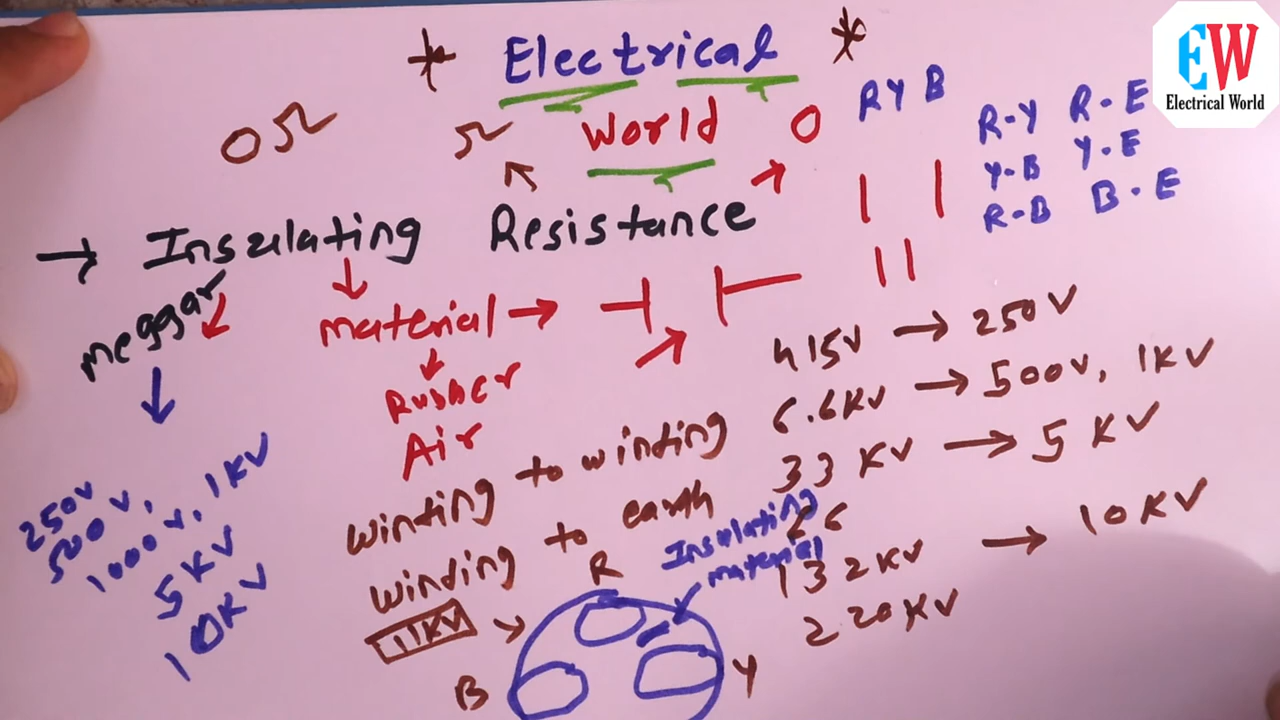 * Electrical *
World
EW
Electrical World
0Ω
Ω
0
R Y B
R-Y R-E
Y-B Y-E
R-B B-E
→ Insulating Resistance
meggar
material →
Rubber
Air
250V
500V, 1KV
1000V,
5KV
10KV
415V → 250V
6.6KV → 500V, 1KV
33KV → 5KV
66
132KV → 10KV
220KV
winding to winding
winding to earth
11KV
Insulating
material
R
B
Y